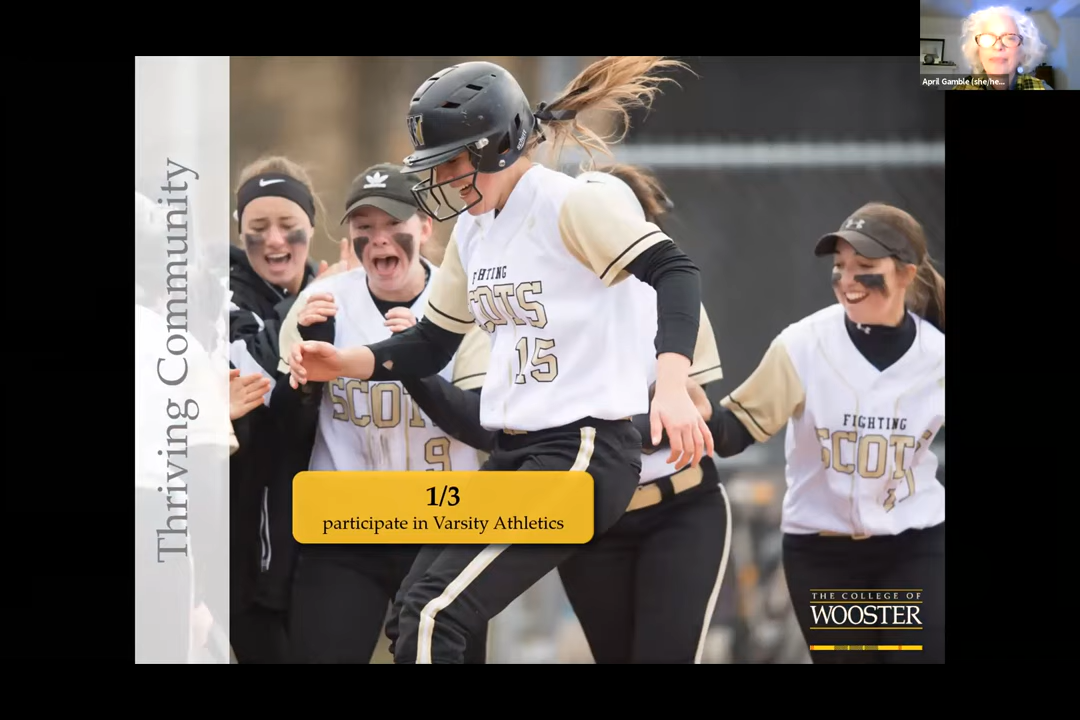 April Gamble (she/he...
Thriving Community
W
FIGHTING
SCOTS
15
SCOT
9
FIGHTING
SCOTS
1/3
participate in Varsity Athletics
THE COLLEGE OF
WOOSTER